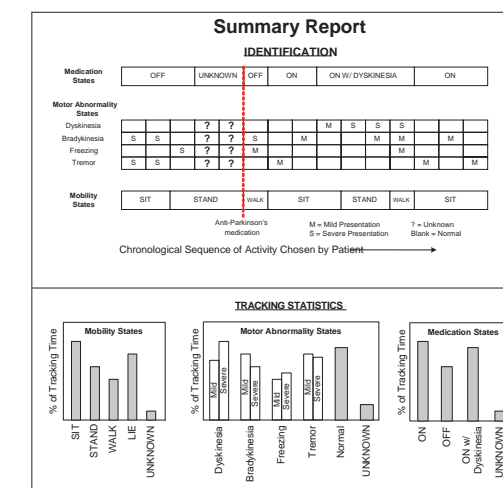 Summary Report
IDENTIFICATION
Medication States OFF UNKNOWN OFF ON ON W/ DYSKINESIA ON
Motor Abnormality States
Dyskinesia ? ? M S S S
Bradykinesia S S ? ? S M M M M
Freezing S ? ? M M
Tremor S S ? ? M M M
Mobility States SIT STAND WALK SIT STAND WALK SIT
Anti-Parkinson's medication
M = Mild Presentation ? = Unknown
S = Severe Presentation Blank = Normal
Chronological Sequence of Activity Chosen by Patient
TRACKING STATISTICS
Mobility States
% of Tracking Time
SIT
STAND
WALK
LIE
UNKNOWN
Motor Abnormality States
% of Tracking Time
Mild
Severe
Mild
Severe
Mild
Severe
Mild
Severe
Dyskinesia
Bradykinesia
Freezing
Tremor
Normal
UNKNOWN
Medication States
% of Tracking Time
ON
OFF
ON w/
Dyskinesia
UNKNOWN